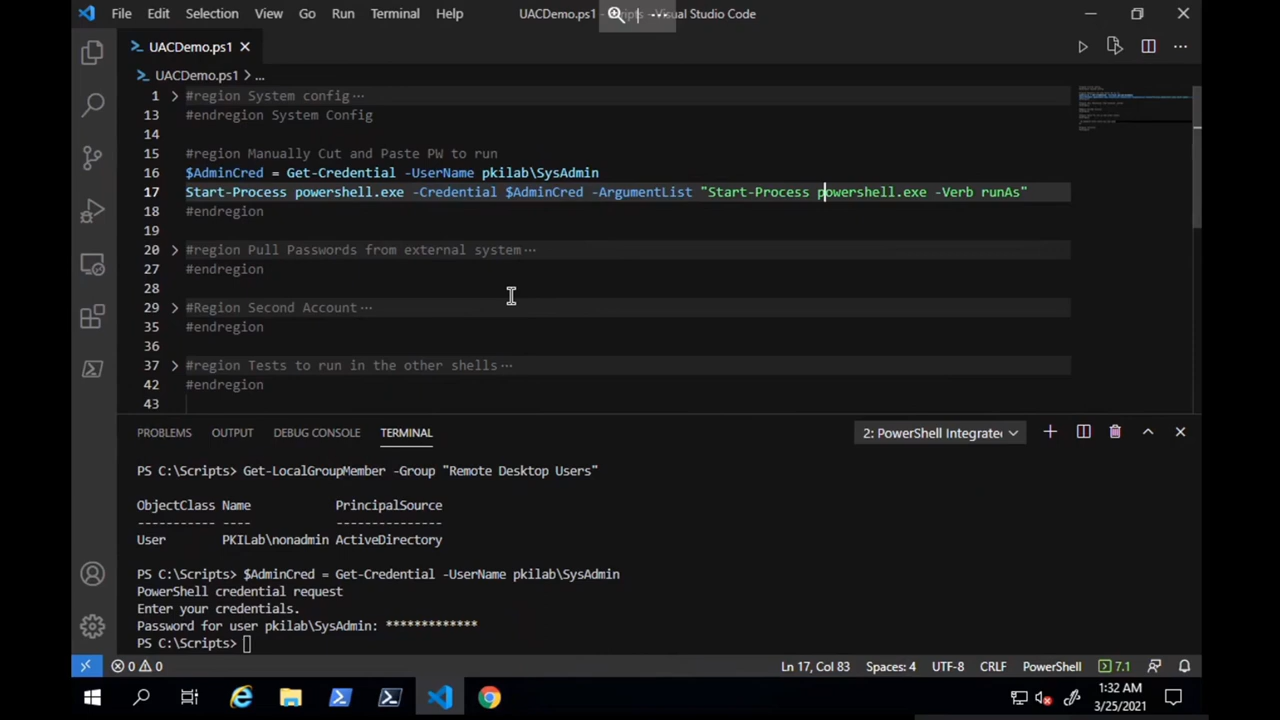 File Edit Selection View Go Run Terminal Help UACDemo.ps1 Scripts - Visual Studio Code
UACDemo.ps1
UACDemo.ps1 > ...
1 #region System config ...
13 #endregion System Config
14
15 #region Manually Cut and Paste PW to run
16 $AdminCred = Get-Credential -UserName pkilab\SysAdmin
17 Start-Process powershell.exe -Credential $AdminCred -ArgumentList "Start-Process powershell.exe -Verb runAs"
18 #endregion
19
20 #region Pull Passwords from external system ...
27 #endregion
28
29 #Region Second Account ...
35 #endregion
36
37 #region Tests to run in the other shells ...
42 #endregion
43
PROBLEMS OUTPUT DEBUG CONSOLE TERMINAL 2: PowerShell Integrated
PS C:\Scripts> Get-LocalGroupMember -Group "Remote Desktop Users"
ObjectClass Name PrincipalSource
----------- ---- ---------------
User PKILab\nonadmin ActiveDirectory
PS C:\Scripts> $AdminCred = Get-Credential -UserName pkilab\SysAdmin
PowerShell credential request
Enter your credentials.
Password for user pkilab\SysAdmin: *************
PS C:\Scripts>
0 0 Ln 17, Col 83 Spaces: 4 UTF-8 CRLF PowerShell 7.1
1:32 AM
3/25/2021